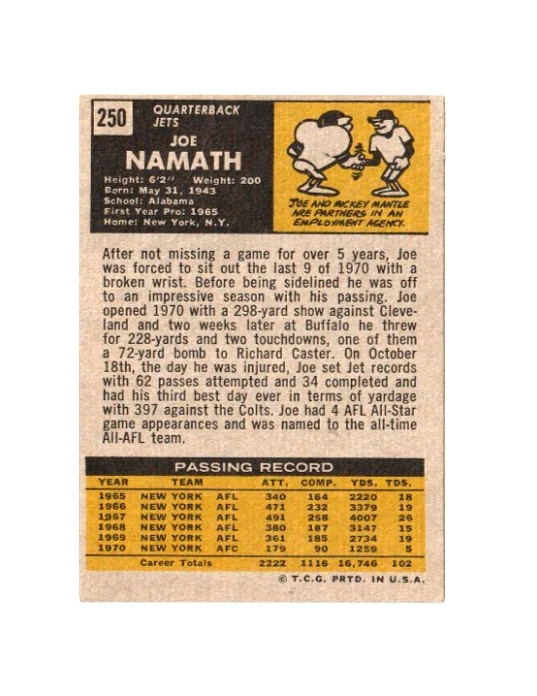 250
QUARTERBACK
JETS
JOE
NAMATH
Height: 6'2" Weight: 200
Born: May 31, 1943
School: Alabama
First Year Pro: 1965
Home: New York, N.Y.
JOE AND MICKEY MANTLE
ARE PARTNERS IN AN
EMPLOYMENT AGENCY.
After not missing a game for over 5 years, Joe
was forced to sit out the last 9 of 1970 with a
broken wrist. Before being sidelined he was off
to an impressive season with his passing. Joe
opened 1970 with a 298-yard show against Cleve-
land and two weeks later at Buffalo he threw
for 228-yards and two touchdowns, one of them
a 72-yard bomb to Richard Caster. On October
18th, the day he was injured, Joe set Jet records
with 62 passes attempted and 34 completed and
had his third best day ever in terms of yardage
with 397 against the Colts. Joe had 4 AFL All-Star
game appearances and was named to the all-time
All-AFL team.
PASSING RECORD
YEAR TEAM ATT. COMP. YDS. TDS.
1965 NEW YORK AFL 340 164 2220 18
1966 NEW YORK AFL 471 232 3379 19
1967 NEW YORK AFL 491 258 4007 26
1968 NEW YORK AFL 380 187 3147 15
1969 NEW YORK AFL 361 185 2734 19
1970 NEW YORK AFC 179 90 1259 5
Career Totals 2222 1116 16,746 102
© T.C.G. PRTD. IN U.S.A.